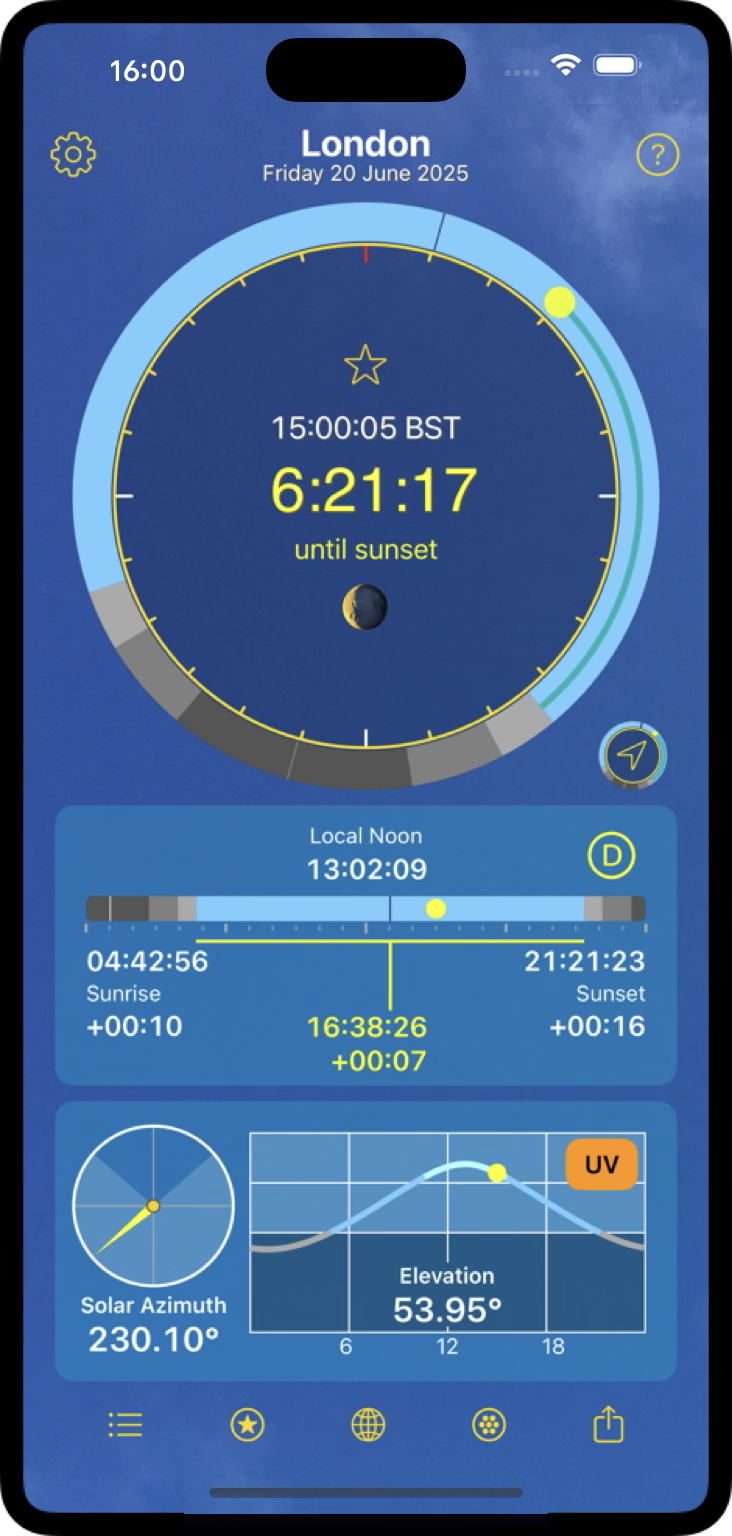 16:00
London
Friday 20 June 2025
?
15:00:05 BST
6:21:17
until sunset
Local Noon
13:02:09
D
04:42:56
21:21:23
Sunrise
Sunset
+00:10
16:38:26
+00:16
+00:07
UV
Elevation
53.95°
Solar Azimuth
230.10°
6
12
18